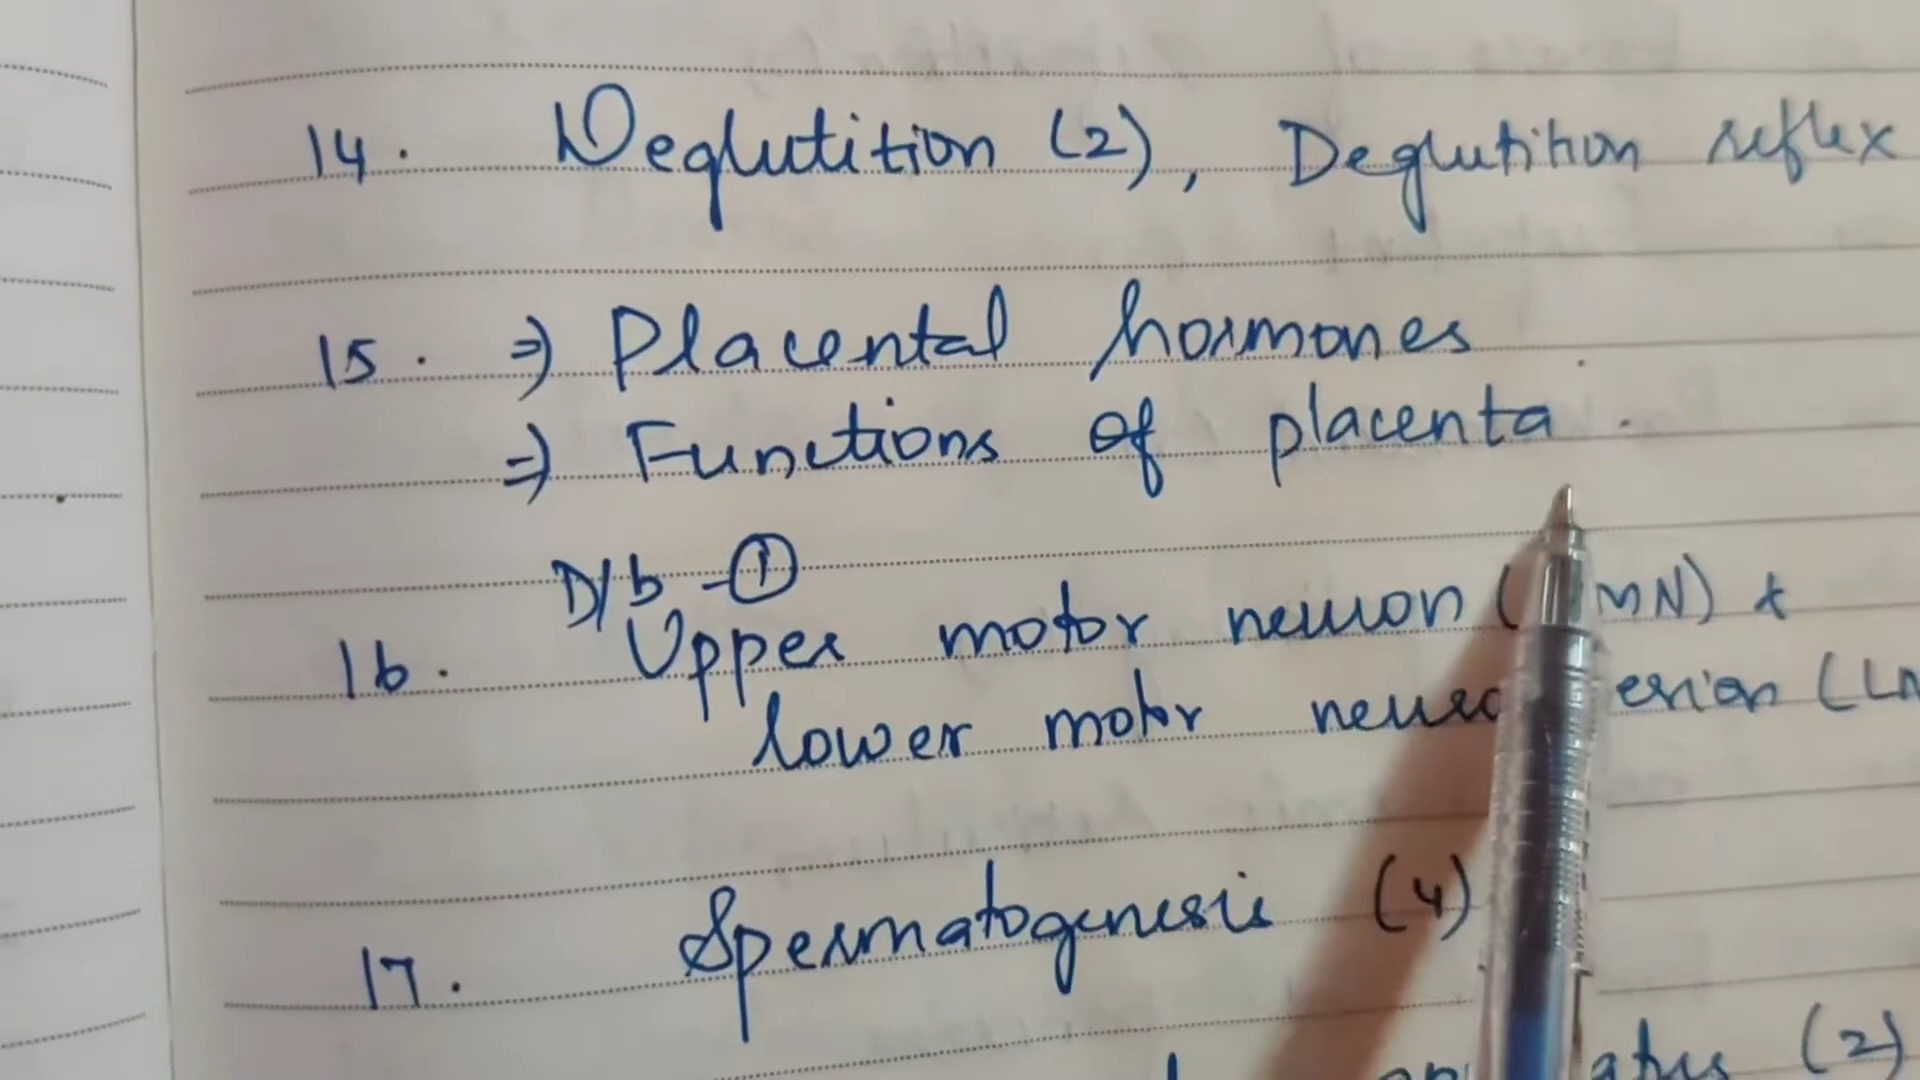 14. Deglutition (2), Deglutition reflex
15. ⇒ Placental hormones
⇒ Functions of placenta.
D/b - ①
16. Upper motor neuron ( MN) &
lower motor lesion (L
17. Spermatogenesis (4)
(2)